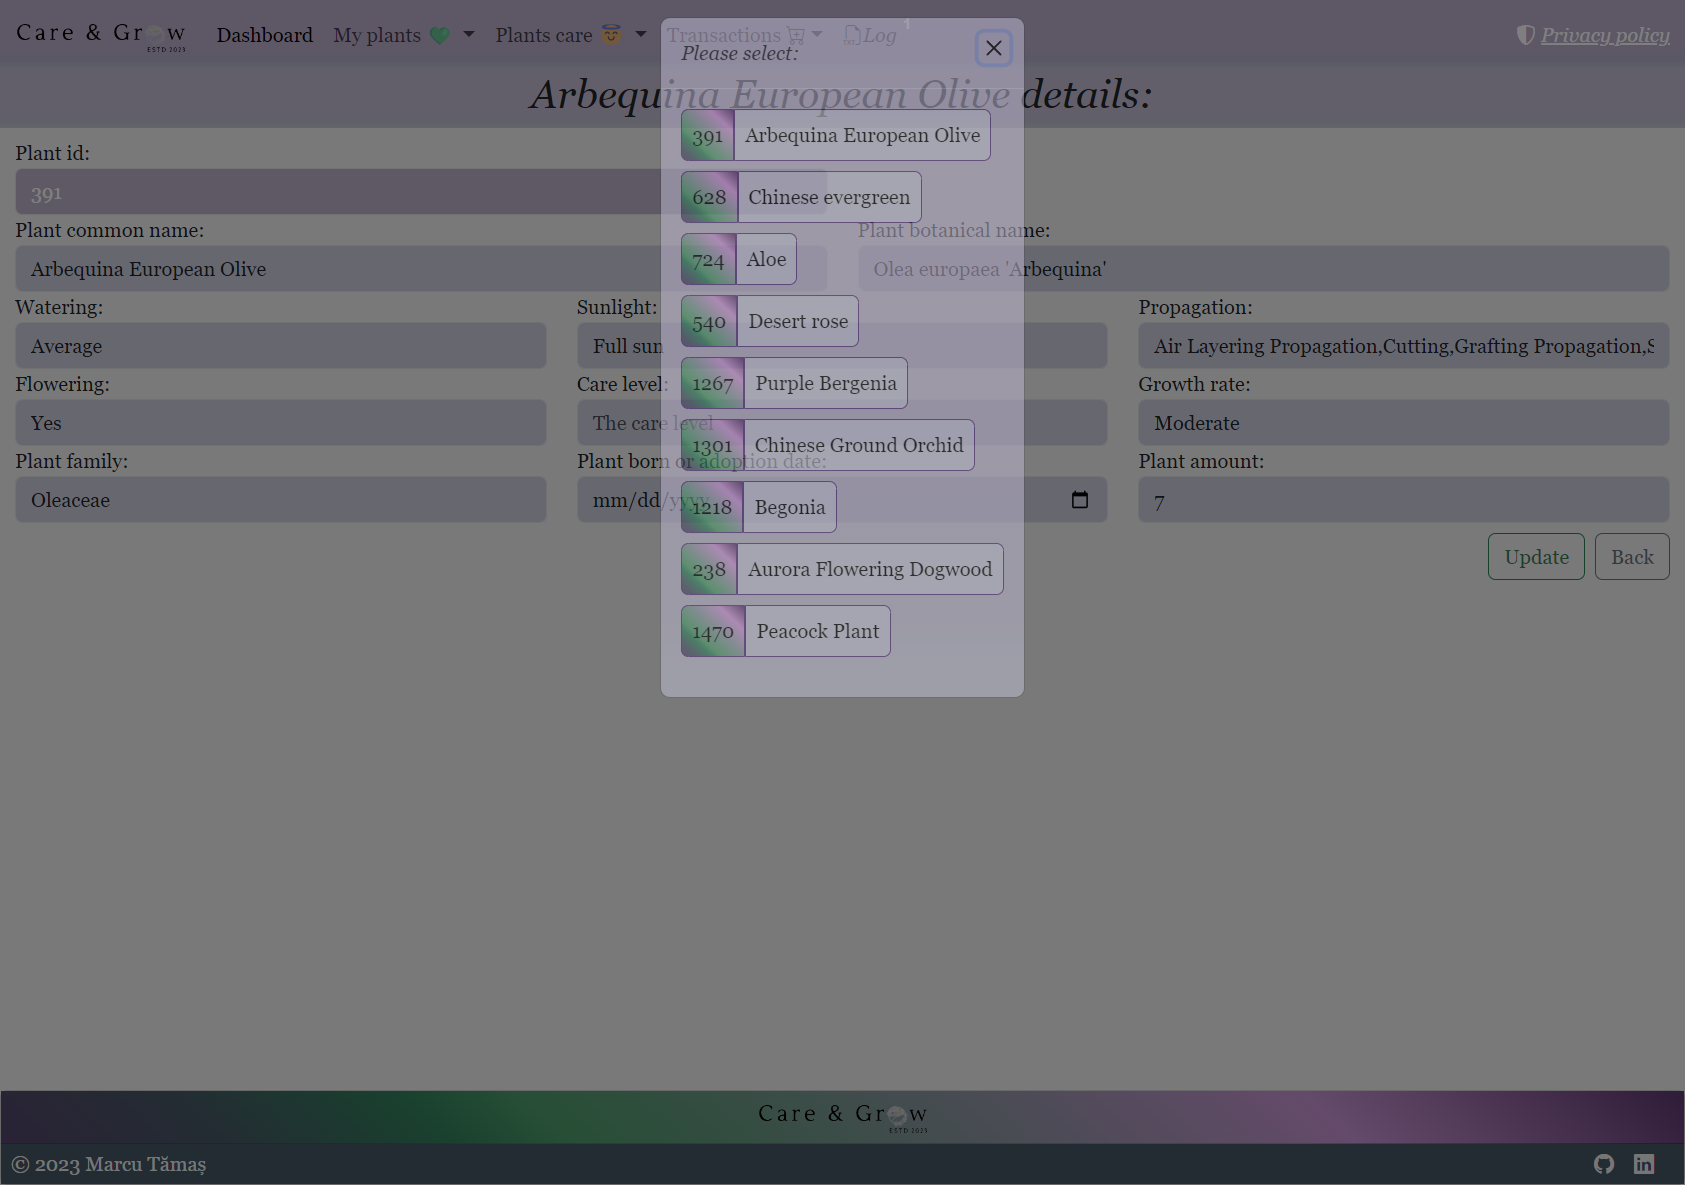 Care & Grow
ESTD 2023
Dashboard
My plants
Plants care
Transactions
Log
1
Privacy policy
Please select:
Arbequina European Olive details:
391 Arbequina European Olive
628 Chinese evergreen
724 Aloe
540 Desert rose
1267 Purple Bergenia
1301 Chinese Ground Orchid
1218 Begonia
238 Aurora Flowering Dogwood
1470 Peacock Plant
Plant id:
391
Plant common name:
Arbequina European Olive
Plant botanical name:
Olea europaea 'Arbequina'
Watering:
Average
Sunlight:
Full sun
Propagation:
Air Layering Propagation,Cutting,Grafting Propagation,S
Flowering:
Yes
Care level:
The care level
Growth rate:
Moderate
Plant family:
Oleaceae
Plant born or adoption date:
mm/dd/yyyy
Plant amount:
7
Update
Back
Care & Grow
ESTD 2023
© 2023 Marcu Tămaș